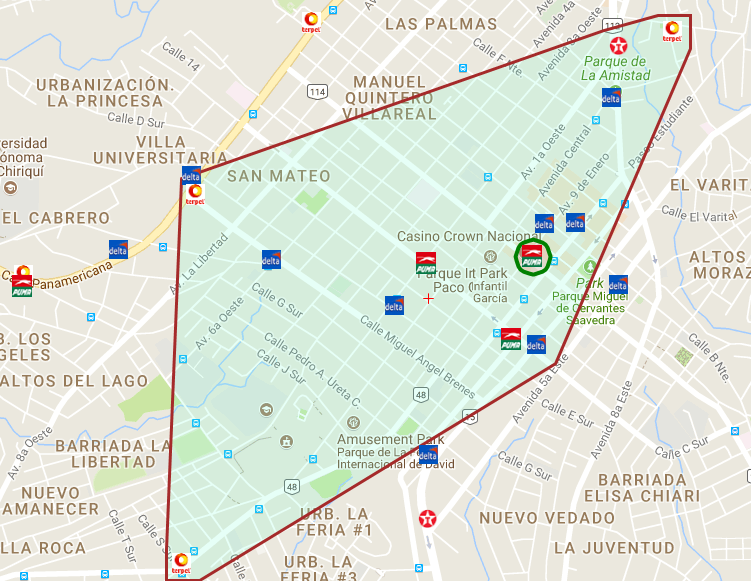 LAS PALMAS
Avenida 4a
113
terpel
terpel
Calle F Nte.
Avenida 3a Oeste
Calle 14
Parque de
La Amistad
URBANIZACIÓN.
LA PRINCESA
114
MANUEL
QUINTERO
VILLAREAL
delta
Calle D Sur
Paseo Estudiante
VILLA
UNIVERSITARIA
ersidad
ónoma
Chiriquí
Av. 1a Oeste
Avenida Central
Av. 9 de Enero
delta
SAN MATEO
EL VARIT
terpel
EL CABRERO
Calle El Varital
delta
delta
Casino Crown Nacional
delta
Av. La Libertad
delta
PUMA
PUMA
ALTOS
MORAZ
Panamericana
PUMA
Parque Irt Park
Paco (Infantil
García
Park
Parque Miguel
de Cervantes
Saavedra
delta
Av. 6a Oeste
Calle G Sur
delta
B. LOS
GELES
Calle Miguel Angel Brenes
PUMA
delta
Calle B Nte.
Calle Pedro A. Ureta C.
Calle J Sur
ALTOS DEL LAGO
Avenida 5a Este
Avenida 8a Este
48
Calle E Sur
Av. 8a Oeste
BARRIADA LA
LIBERTAD
Amusement Park
Parque de La Fe
Internacional de David
delta
Calle C Sur
Calle G Sur
BARRIADA
ELISA CHIARI
NUEVO
AMANECER
48
Calle T Sur
Calle S
URB. LA
FERIA #1
NUEVO VEDADO
LLA ROCA
terpel
Calle
URB. LA
FERIA #3
LA JUVENTUD